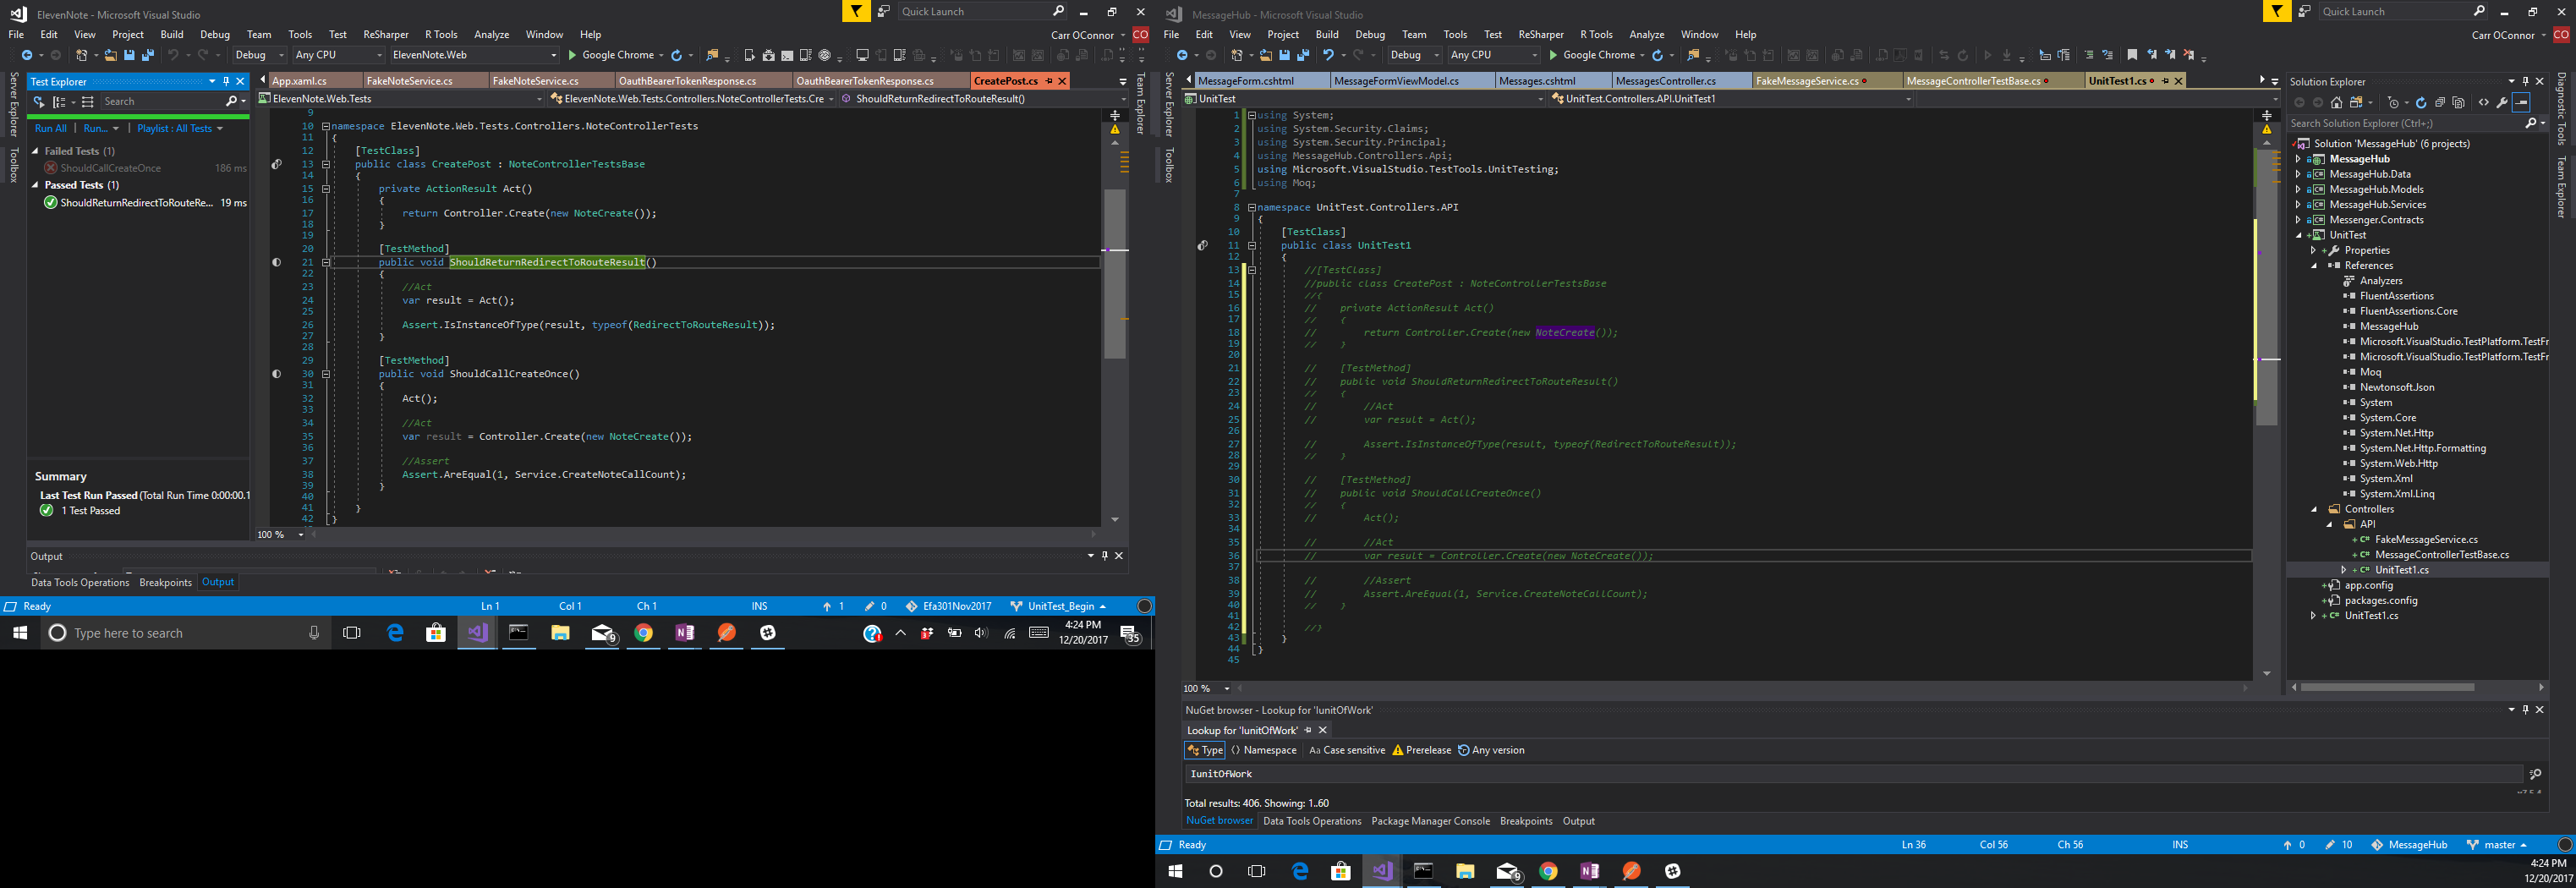 ElevenNote - Microsoft Visual Studio
Quick Launch
File Edit View Project Build Debug Team Tools Test ReSharper R Tools Analyze Window Help
Carr OConnor CO
Debug Any CPU ElevenNote.Web Google Chrome
Server Explorer
Toolbox
Test Explorer
Search
Run All Run... Playlist : All Tests
Failed Tests (1)
ShouldCallCreateOnce 186 ms
Passed Tests (1)
ShouldReturnRedirectToRouteRe... 19 ms
Summary
Last Test Run Passed (Total Run Time 0:00:00.1
1 Test Passed
App.xaml.cs FakeNoteService.cs FakeNoteService.cs OauthBearerTokenResponse.cs OauthBearerTokenResponse.cs CreatePost.cs
ElevenNote.Web.Tests ElevenNote.Web.Tests.Controllers.NoteControllerTests.Cre ShouldReturnRedirectToRouteResult()
9
10 namespace ElevenNote.Web.Tests.Controllers.NoteControllerTests
11 {
12 [TestClass]
13 public class CreatePost : NoteControllerTestsBase
14 {
15 private ActionResult Act()
16 {
17 return Controller.Create(new NoteCreate());
18 }
19
20 [TestMethod]
21 public void ShouldReturnRedirectToRouteResult()
22 {
23 //Act
24 var result = Act();
25
26 Assert.IsInstanceOfType(result, typeof(RedirectToRouteResult));
27 }
28
29 [TestMethod]
30 public void ShouldCallCreateOnce()
31 {
32 Act();
33
34 //Act
35 var result = Controller.Create(new NoteCreate());
36
37 //Assert
38 Assert.AreEqual(1, Service.CreateNoteCallCount);
39 }
40
41 }
42 }
100 %
Team Explorer
Output
Data Tools Operations Breakpoints Output
Ready Ln 1 Col 1 Ch 1 INS 1 0 Efa301Nov2017 UnitTest_Begin
Type here to search
9
4:24 PM
12/20/2017
35
MessageHub - Microsoft Visual Studio
Quick Launch
File Edit View Project Build Debug Team Tools Test ReSharper R Tools Analyze Window Help
Carr OConnor CO
Debug Any CPU Google Chrome
Server Explorer
Toolbox
MessageForm.cshtml MessageFormViewModel.cs Messages.cshtml MessagesController.cs FakeMessageService.cs MessageControllerTestBase.cs UnitTest1.cs
UnitTest UnitTest.Controllers.API.UnitTest1
1 using System;
2 using System.Security.Claims;
3 using System.Security.Principal;
4 using MessageHub.Controllers.Api;
5 using Microsoft.VisualStudio.TestTools.UnitTesting;
6 using Moq;
7
8 namespace UnitTest.Controllers.API
9 {
10 [TestClass]
11 public class UnitTest1
12 {
13 //[TestClass]
14 //public class CreatePost : NoteControllerTestsBase
15 //{
16 // private ActionResult Act()
17 // {
18 // return Controller.Create(new NoteCreate());
19 // }
20
21 // [TestMethod]
22 // public void ShouldReturnRedirectToRouteResult()
23 // {
24 // //Act
25 // var result = Act();
26
27 // Assert.IsInstanceOfType(result, typeof(RedirectToRouteResult));
28 // }
29
30 // [TestMethod]
31 // public void ShouldCallCreateOnce()
32 // {
33 // Act();
34
35 // //Act
36 // var result = Controller.Create(new NoteCreate());
37
38 // //Assert
39 // Assert.AreEqual(1, Service.CreateNoteCallCount);
40 // }
41
42 //}
43 }
44 }
45
100 %
NuGet browser - Lookup for 'IunitOfWork'
Lookup for 'IunitOfWork'
Type Namespace Aa Case sensitive Prerelease Any version
IunitOfWork
Total results: 406. Showing: 1..60
NuGet browser Data Tools Operations Package Manager Console Breakpoints Output
Solution Explorer
Search Solution Explorer (Ctrl+;)
Solution 'MessageHub' (6 projects)
MessageHub
MessageHub.Data
MessageHub.Models
MessageHub.Services
Messenger.Contracts
UnitTest
Properties
References
Analyzers
FluentAssertions
FluentAssertions.Core
MessageHub
Microsoft.VisualStudio.TestPlatform.TestFr
Microsoft.VisualStudio.TestPlatform.TestFr
Moq
Newtonsoft.Json
System
System.Core
System.Net.Http
System.Net.Http.Formatting
System.Web.Http
System.Xml
System.Xml.Linq
Controllers
API
FakeMessageService.cs
MessageControllerTestBase.cs
UnitTest1.cs
app.config
packages.config
UnitTest1.cs
Diagnostic Tools
Team Explorer
Ready Ln 36 Col 56 Ch 56 INS 0 10 MessageHub master
9
4:24 PM
12/20/2017